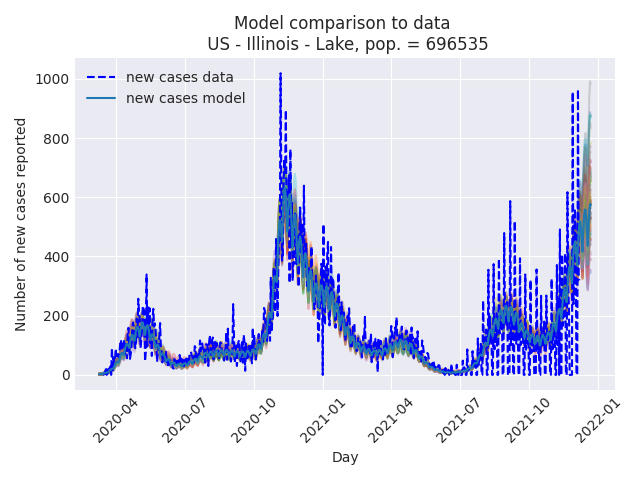 Model comparison to data
US - Illinois - Lake, pop. = 696535
new cases data
new cases model
Number of new cases reported
1000
800
600
400
200
0
2020-04
2020-07
2020-10
2021-01
2021-04
2021-07
2021-10
2022-01
Day